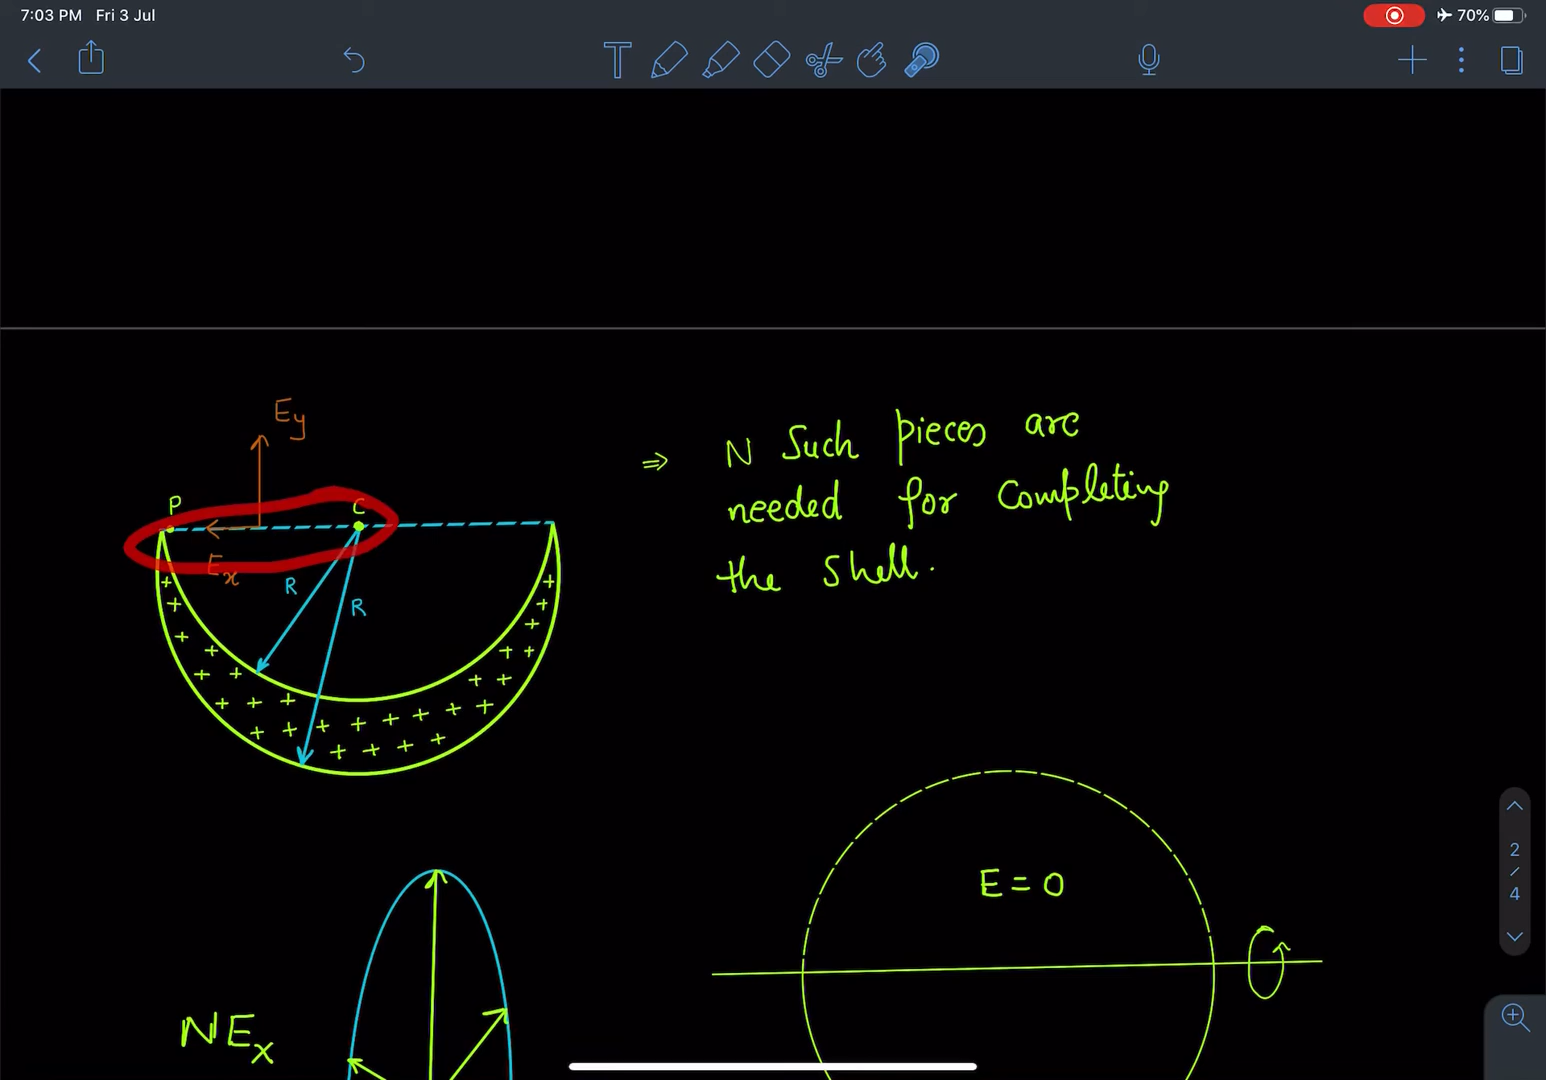 7:03 PM Fri 3 Jul
70%
T
Ey
P
C
Ex
R
R
+ + + + + + + + + + + + + + + + + + + + + + + + + + + + + +
⇒ N Such pieces are
needed for Completing
the Shell.
E = 0
NEx
2
/
4